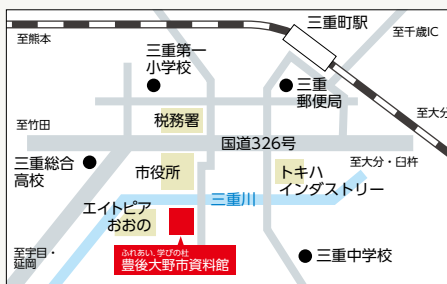 三重町駅
至熊本
至千歳IC
三重第一
小学校
三重
郵便局
至大分
税務署
至竹田
国道326号
三重総合
高校
市役所
トキハ
インダストリー
至大分・臼杵
三重川
エイトピア
おおの
ふれあい、学びの杜
豊後大野市資料館
至宇目・
延岡
三重中学校